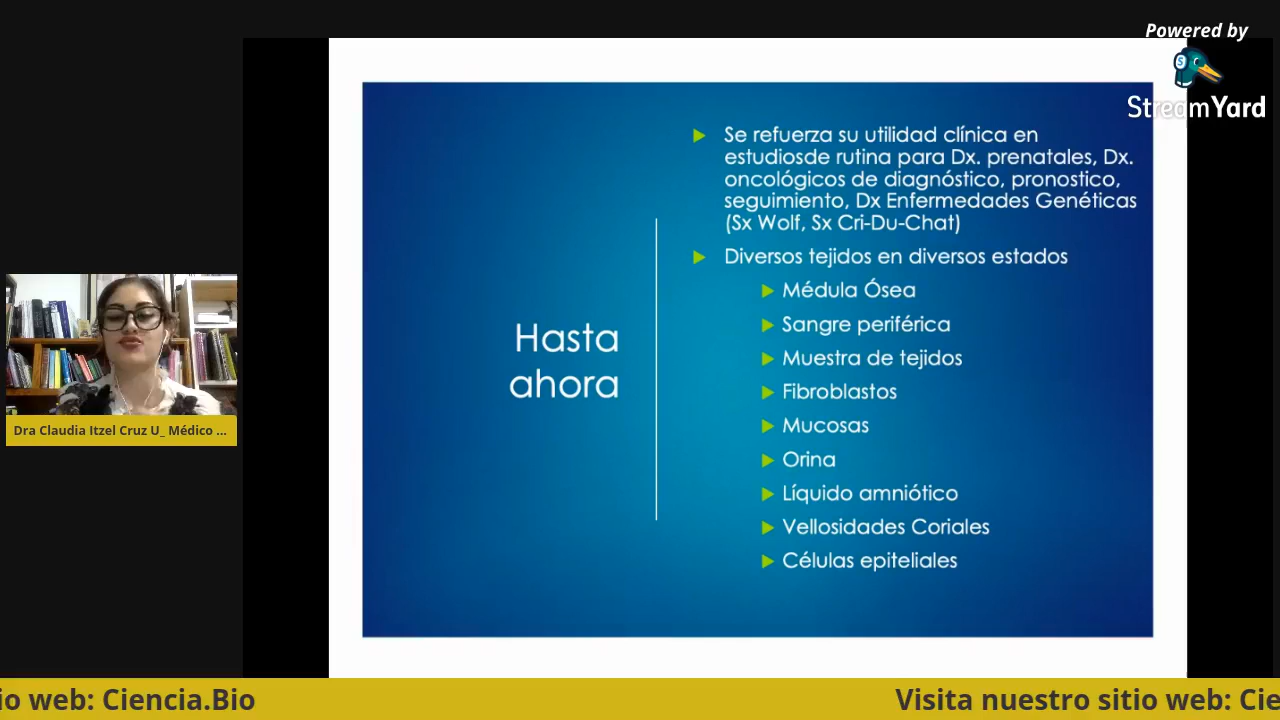 Powered by
StreamYard
Se refuerza su utilidad clínica en
estudiosde rutina para Dx. prenatales, Dx.
oncológicos de diagnóstico, pronostico,
seguimiento, Dx Enfermedades Genéticas
(Sx Wolf, Sx Cri-Du-Chat)
Diversos tejidos en diversos estados
Médula Ósea
Sangre periférica
Muestra de tejidos
Fibroblastos
Mucosas
Orina
Líquido amniótico
Vellosidades Coriales
Células epiteliales
Hasta
ahora
Dra Claudia Itzel Cruz U_ Médico ...
io web: Ciencia.Bio
Visita nuestro sitio web: Cie